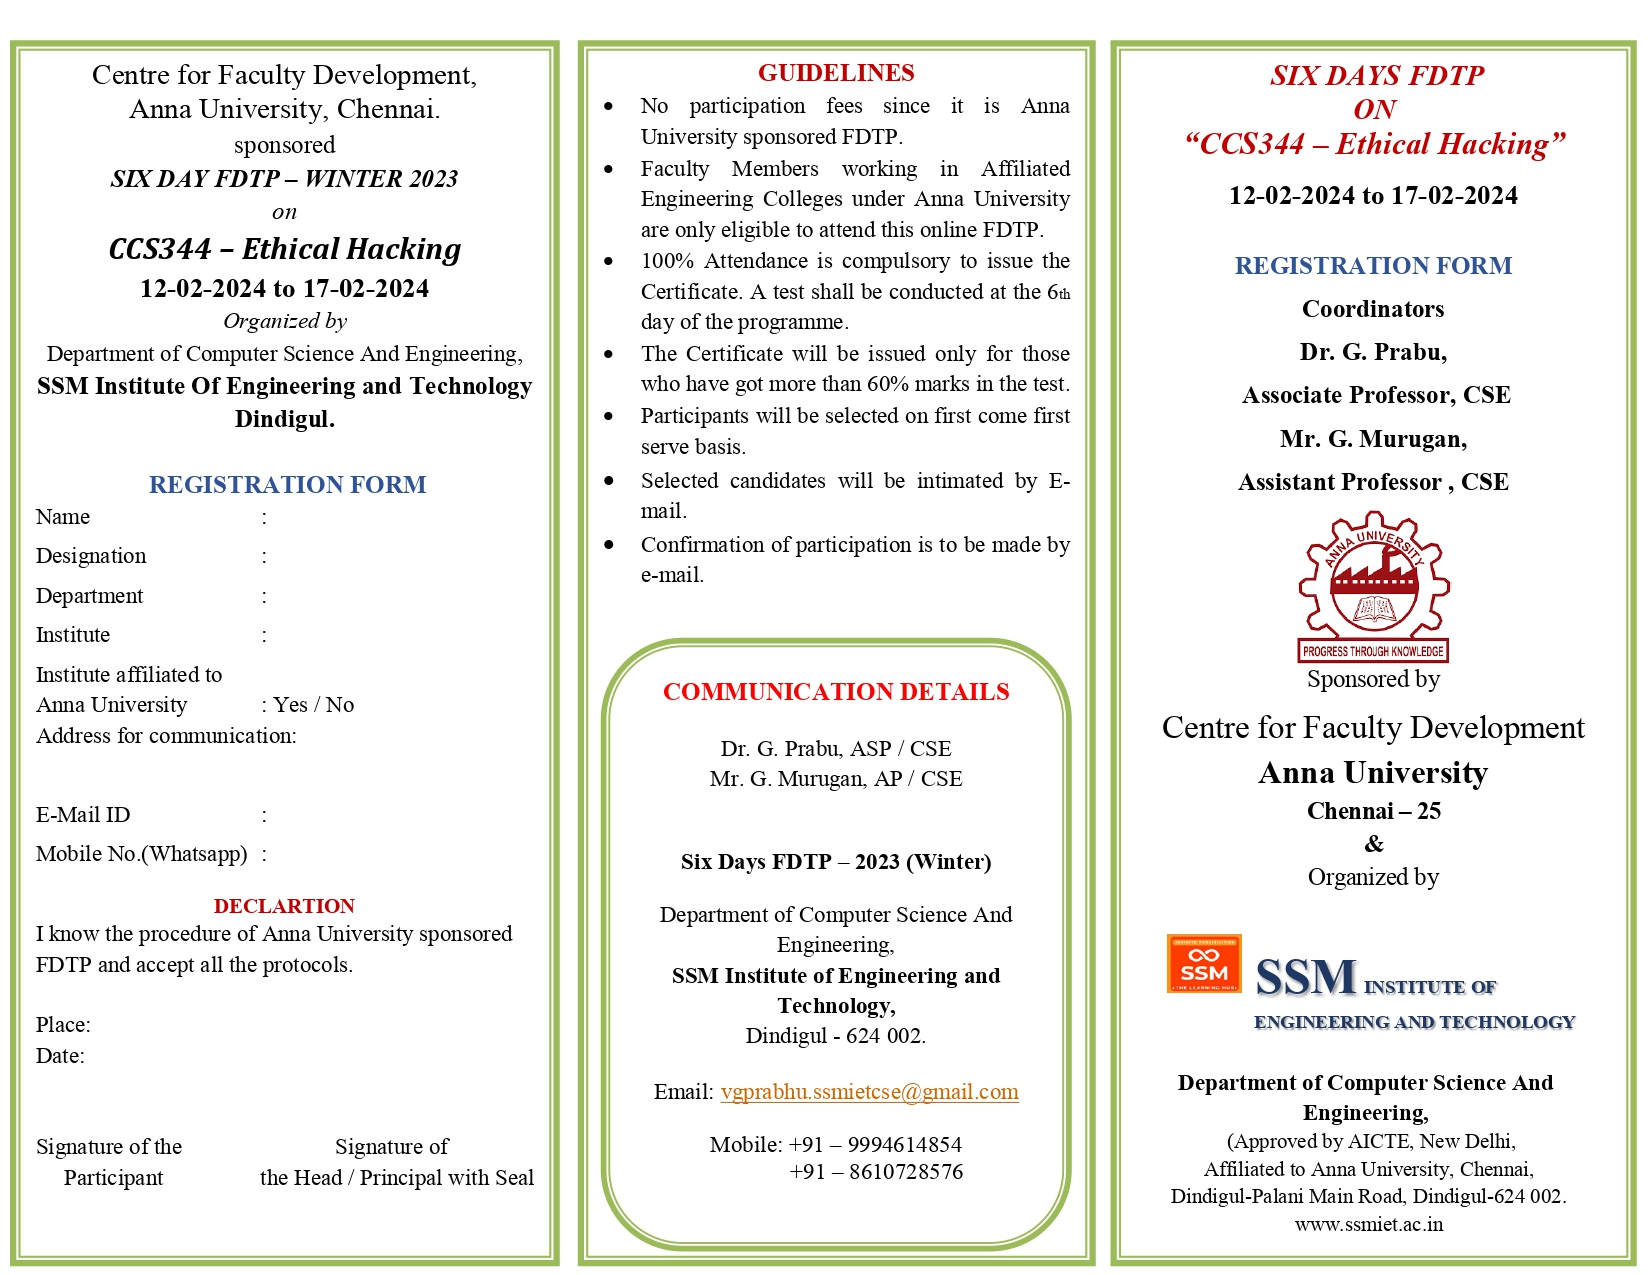 Centre for Faculty Development,
Anna University, Chennai.
sponsored
SIX DAY FDTP – WINTER 2023
on
CCS344 – Ethical Hacking
12-02-2024 to 17-02-2024
Organized by
Department of Computer Science And Engineering,
SSM Institute Of Engineering and Technology
Dindigul.
REGISTRATION FORM
Name :
Designation :
Department :
Institute :
Institute affiliated to
Anna University : Yes / No
Address for communication:
E-Mail ID :
Mobile No.(Whatsapp) :
DECLARTION
I know the procedure of Anna University sponsored
FDTP and accept all the protocols.
Place:
Date:
Signature of the Signature of
Participant the Head / Principal with Seal
GUIDELINES
• No participation fees since it is Anna
University sponsored FDTP.
• Faculty Members working in Affiliated
Engineering Colleges under Anna University
are only eligible to attend this online FDTP.
• 100% Attendance is compulsory to issue the
Certificate. A test shall be conducted at the 6th
day of the programme.
• The Certificate will be issued only for those
who have got more than 60% marks in the test.
• Participants will be selected on first come first
serve basis.
• Selected candidates will be intimated by E-
mail.
• Confirmation of participation is to be made by
e-mail.
COMMUNICATION DETAILS
Dr. G. Prabu, ASP / CSE
Mr. G. Murugan, AP / CSE
Six Days FDTP – 2023 (Winter)
Department of Computer Science And
Engineering,
SSM Institute of Engineering and
Technology,
Dindigul - 624 002.
Email: vgprabhu.ssmietcse@gmail.com
Mobile: +91 – 9994614854
+91 – 8610728576
SIX DAYS FDTP
ON
“CCS344 – Ethical Hacking”
12-02-2024 to 17-02-2024
REGISTRATION FORM
Coordinators
Dr. G. Prabu,
Associate Professor, CSE
Mr. G. Murugan,
Assistant Professor , CSE
ANNA UNIVERSITY
PROGRESS THROUGH KNOWLEDGE
Sponsored by
Centre for Faculty Development
Anna University
Chennai – 25
&
Organized by
SSM
THE LEARNING HUB
SSM INSTITUTE OF
ENGINEERING AND TECHNOLOGY
Department of Computer Science And
Engineering,
(Approved by AICTE, New Delhi,
Affiliated to Anna University, Chennai,
Dindigul-Palani Main Road, Dindigul-624 002.
www.ssmiet.ac.in